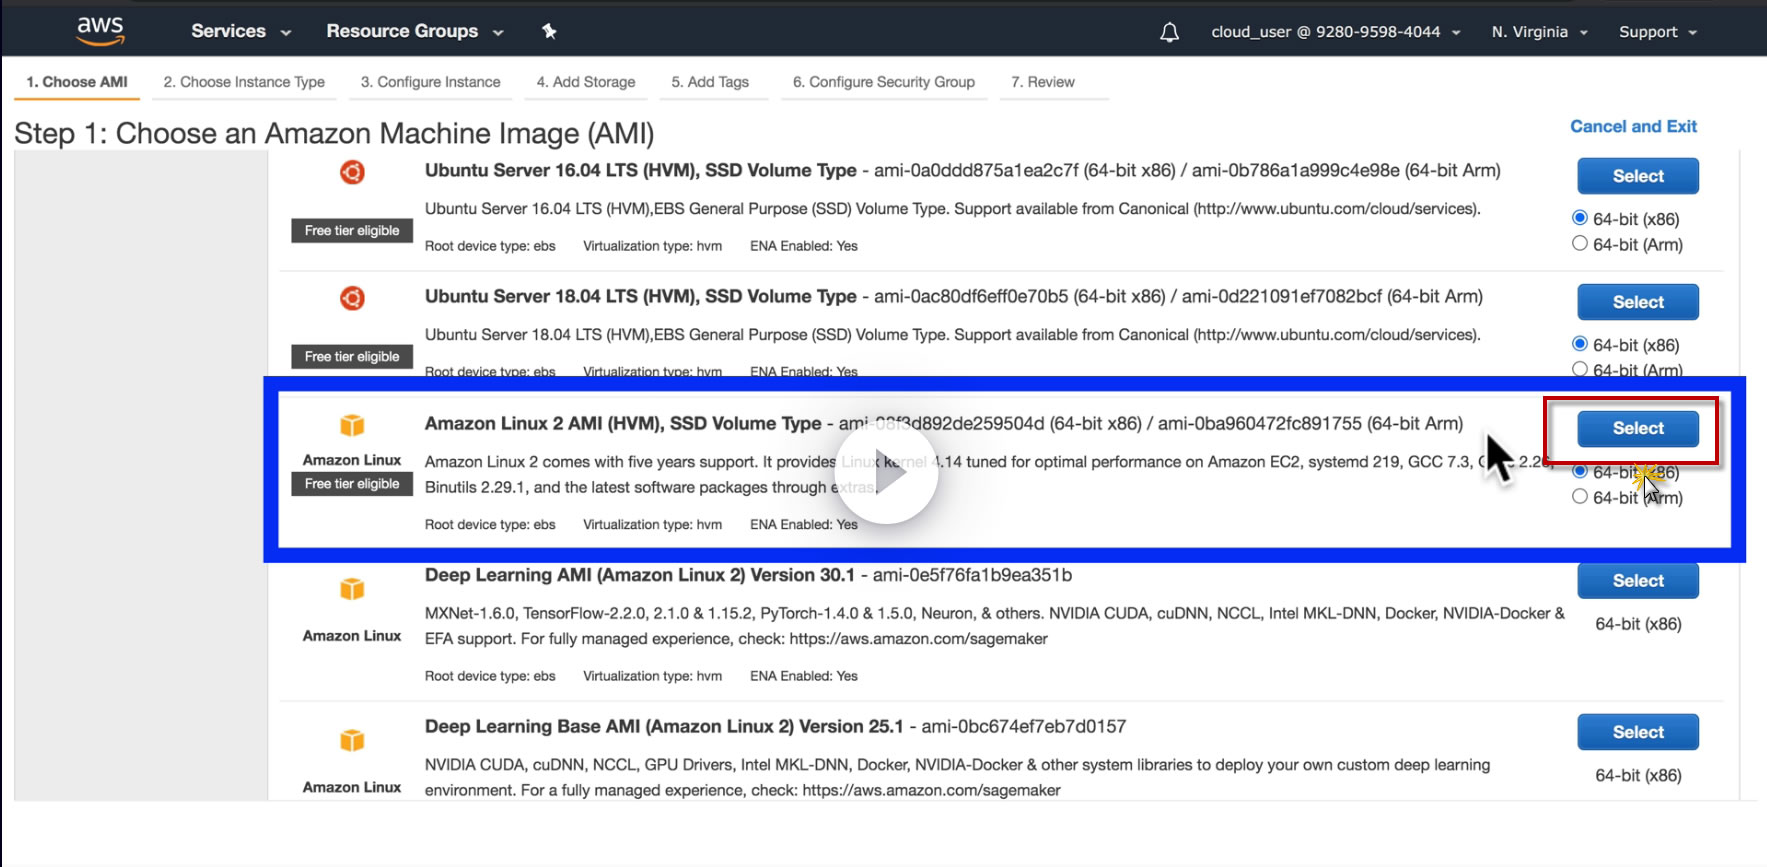 aws Services Resource Groups cloud_user @ 9280-9598-4044 N. Virginia Support
1. Choose AMI 2. Choose Instance Type 3. Configure Instance 4. Add Storage 5. Add Tags 6. Configure Security Group 7. Review
Step 1: Choose an Amazon Machine Image (AMI) Cancel and Exit
Ubuntu Server 16.04 LTS (HVM), SSD Volume Type - ami-0a0ddd875a1ea2c7f (64-bit x86) / ami-0b786a1a999c4e98e (64-bit Arm) Select
Ubuntu Server 16.04 LTS (HVM),EBS General Purpose (SSD) Volume Type. Support available from Canonical (http://www.ubuntu.com/cloud/services). 64-bit (x86)
Free tier eligible
Root device type: ebs Virtualization type: hvm ENA Enabled: Yes 64-bit (Arm)
Ubuntu Server 18.04 LTS (HVM), SSD Volume Type - ami-0ac80df6eff0e70b5 (64-bit x86) / ami-0d221091ef7082bcf (64-bit Arm) Select
Ubuntu Server 18.04 LTS (HVM),EBS General Purpose (SSD) Volume Type. Support available from Canonical (http://www.ubuntu.com/cloud/services). 64-bit (x86)
Free tier eligible
Root device type: ebs Virtualization type: hvm ENA Enabled: Yes 64-bit (Arm)
Amazon Linux 2 AMI (HVM), SSD Volume Type - ami-08f3d892de259504d (64-bit x86) / ami-0ba960472fc891755 (64-bit Arm) Select
Amazon Linux Amazon Linux 2 comes with five years support. It provides Linux kernel 4.14 tuned for optimal performance on Amazon EC2, systemd 219, GCC 7.3, 2.26, 64-bit (x86)
Free tier eligible Binutils 2.29.1, and the latest software packages through extras. 64-bit (Arm)
Root device type: ebs Virtualization type: hvm ENA Enabled: Yes
Deep Learning AMI (Amazon Linux 2) Version 30.1 - ami-0e5f76fa1b9ea351b Select
MXNet-1.6.0, TensorFlow-2.2.0, 2.1.0 & 1.15.2, PyTorch-1.4.0 & 1.5.0, Neuron, & others. NVIDIA CUDA, cuDNN, NCCL, Intel MKL-DNN, Docker, NVIDIA-Docker & 64-bit (x86)
Amazon Linux EFA support. For fully managed experience, check: https://aws.amazon.com/sagemaker
Root device type: ebs Virtualization type: hvm ENA Enabled: Yes
Deep Learning Base AMI (Amazon Linux 2) Version 25.1 - ami-0bc674ef7eb7d0157 Select
NVIDIA CUDA, cuDNN, NCCL, GPU Drivers, Intel MKL-DNN, Docker, NVIDIA-Docker & other system libraries to deploy your own custom deep learning 64-bit (x86)
Amazon Linux environment. For a fully managed experience, check: https://aws.amazon.com/sagemaker